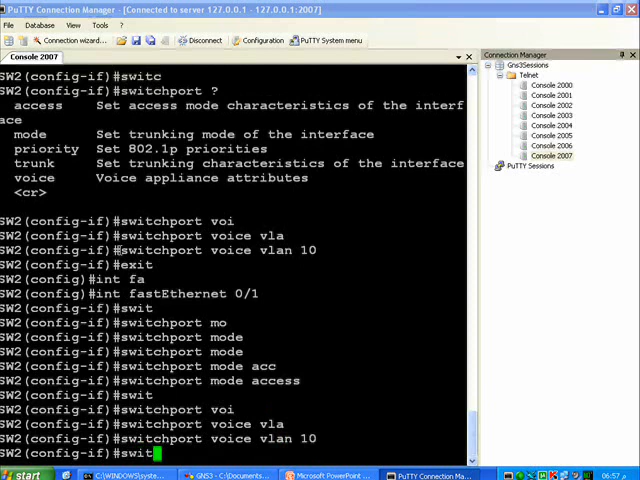 PuTTY Connection Manager - [Connected to server 127.0.0.1 - 127.0.0.1:2007]
File Database View Tools ?
Connection wizard... Disconnect Configuration PuTTY System menu
Console 2007
Connection Manager
SW2(config-if)#switc
SW2(config-if)#switchport ?
access Set access mode characteristics of the interf
ace
mode Set trunking mode of the interface
priority Set 802.1p priorities
trunk Set trunking characteristics of the interface
voice Voice appliance attributes
<cr>
SW2(config-if)#switchport voi
SW2(config-if)#switchport voice vla
SW2(config-if)#switchport voice vlan 10
SW2(config-if)#exit
SW2(config)#int fa
SW2(config)#int fastEthernet 0/1
SW2(config-if)#swit
SW2(config-if)#switchport mo
SW2(config-if)#switchport mode
SW2(config-if)#switchport mode
SW2(config-if)#switchport mode acc
SW2(config-if)#switchport mode access
SW2(config-if)#swit
SW2(config-if)#switchport voi
SW2(config-if)#switchport voice vla
SW2(config-if)#switchport voice vlan 10
SW2(config-if)#swit
Gns3Sessions
Telnet
Console 2000
Console 2001
Console 2002
Console 2003
Console 2004
Console 2005
Console 2006
Console 2007
PuTTY Sessions
start
C:\WINDOWS\syste...
GNS3 - C:\Documents...
Microsoft PowerPoint ...
PuTTY Connection Ma...
م 06:57